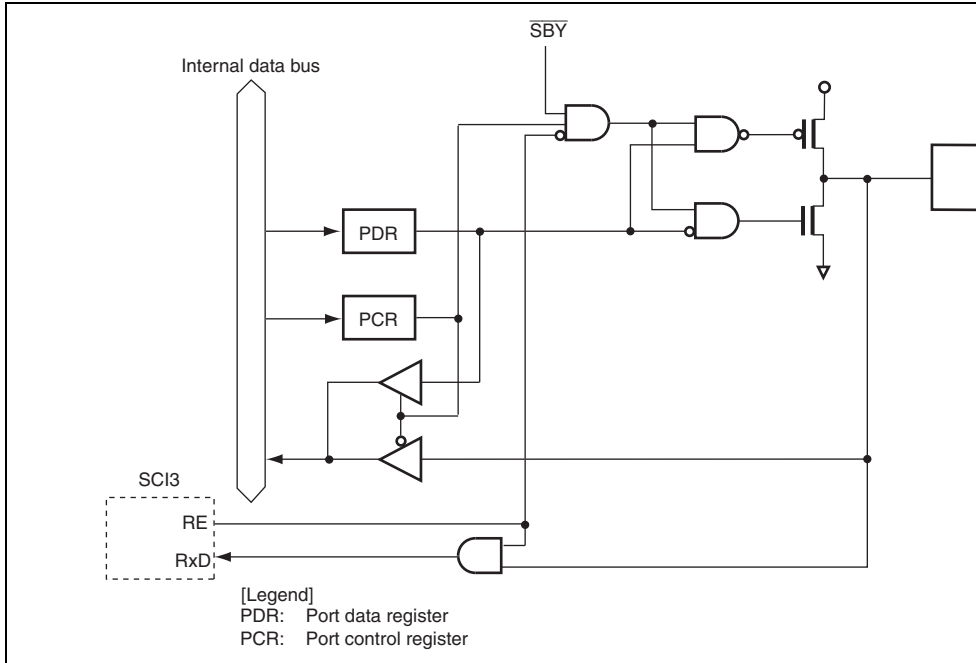 SBY
Internal data bus
PDR
PCR
SCI3
RE
RxD
[Legend]
PDR: Port data register
PCR: Port control register